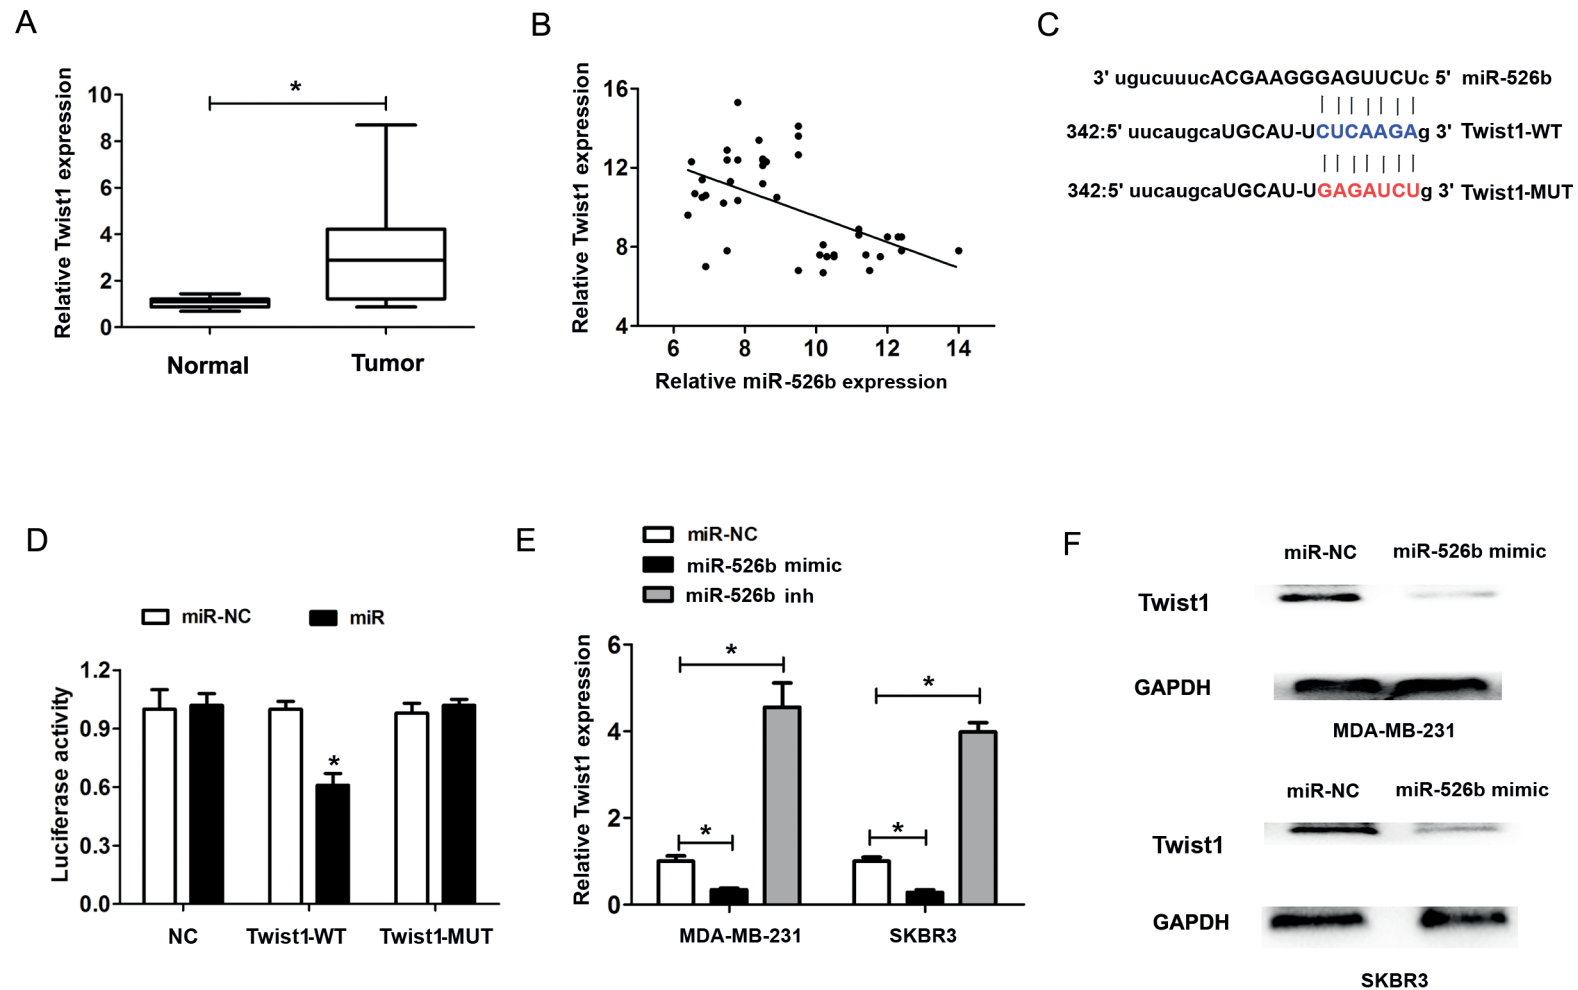 A
Relative Twist1 expression
10
8
6
4
2
0
*
Normal
Tumor
B
Relative Twist1 expression
16
12
8
4
6
8
10
12
14
Relative miR-526b expression
C
3' ugucuuucACGAAGGGAGUUCUc 5' miR-526b
342:5' uucaugcaUGCAU-UCUCAAGAg 3' Twist1-WT
342:5' uucaugcaUGCAU-UGAGAUCUg 3' Twist1-MUT
D
miR-NC
miR
Luciferase activity
1.2
0.9
0.6
0.3
0.0
*
NC
Twist1-WT
Twist1-MUT
E
miR-NC
miR-526b mimic
miR-526b inh
Relative Twist1 expression
6
4
2
0
*
*
*
*
MDA-MB-231
SKBR3
F
miR-NC
miR-526b mimic
Twist1
GAPDH
MDA-MB-231
miR-NC
miR-526b mimic
Twist1
GAPDH
SKBR3